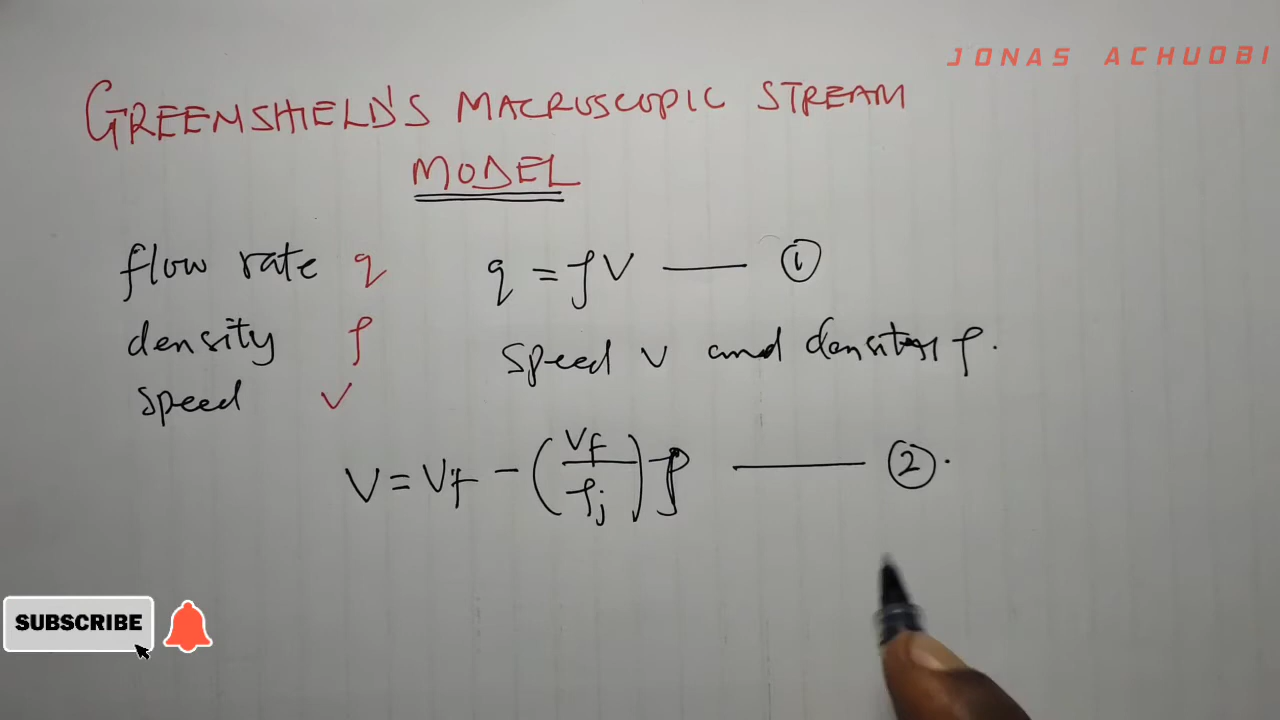 JONAS ACHUOBI
GREENSHIELD'S MACROSCOPIC STREAM
MODEL
flow rate q
density ρ
speed v
q = ρV —— ①
Speed v and density ρ.
V = Vf - (Vf/ρj) ρ —— ②.
SUBSCRIBE